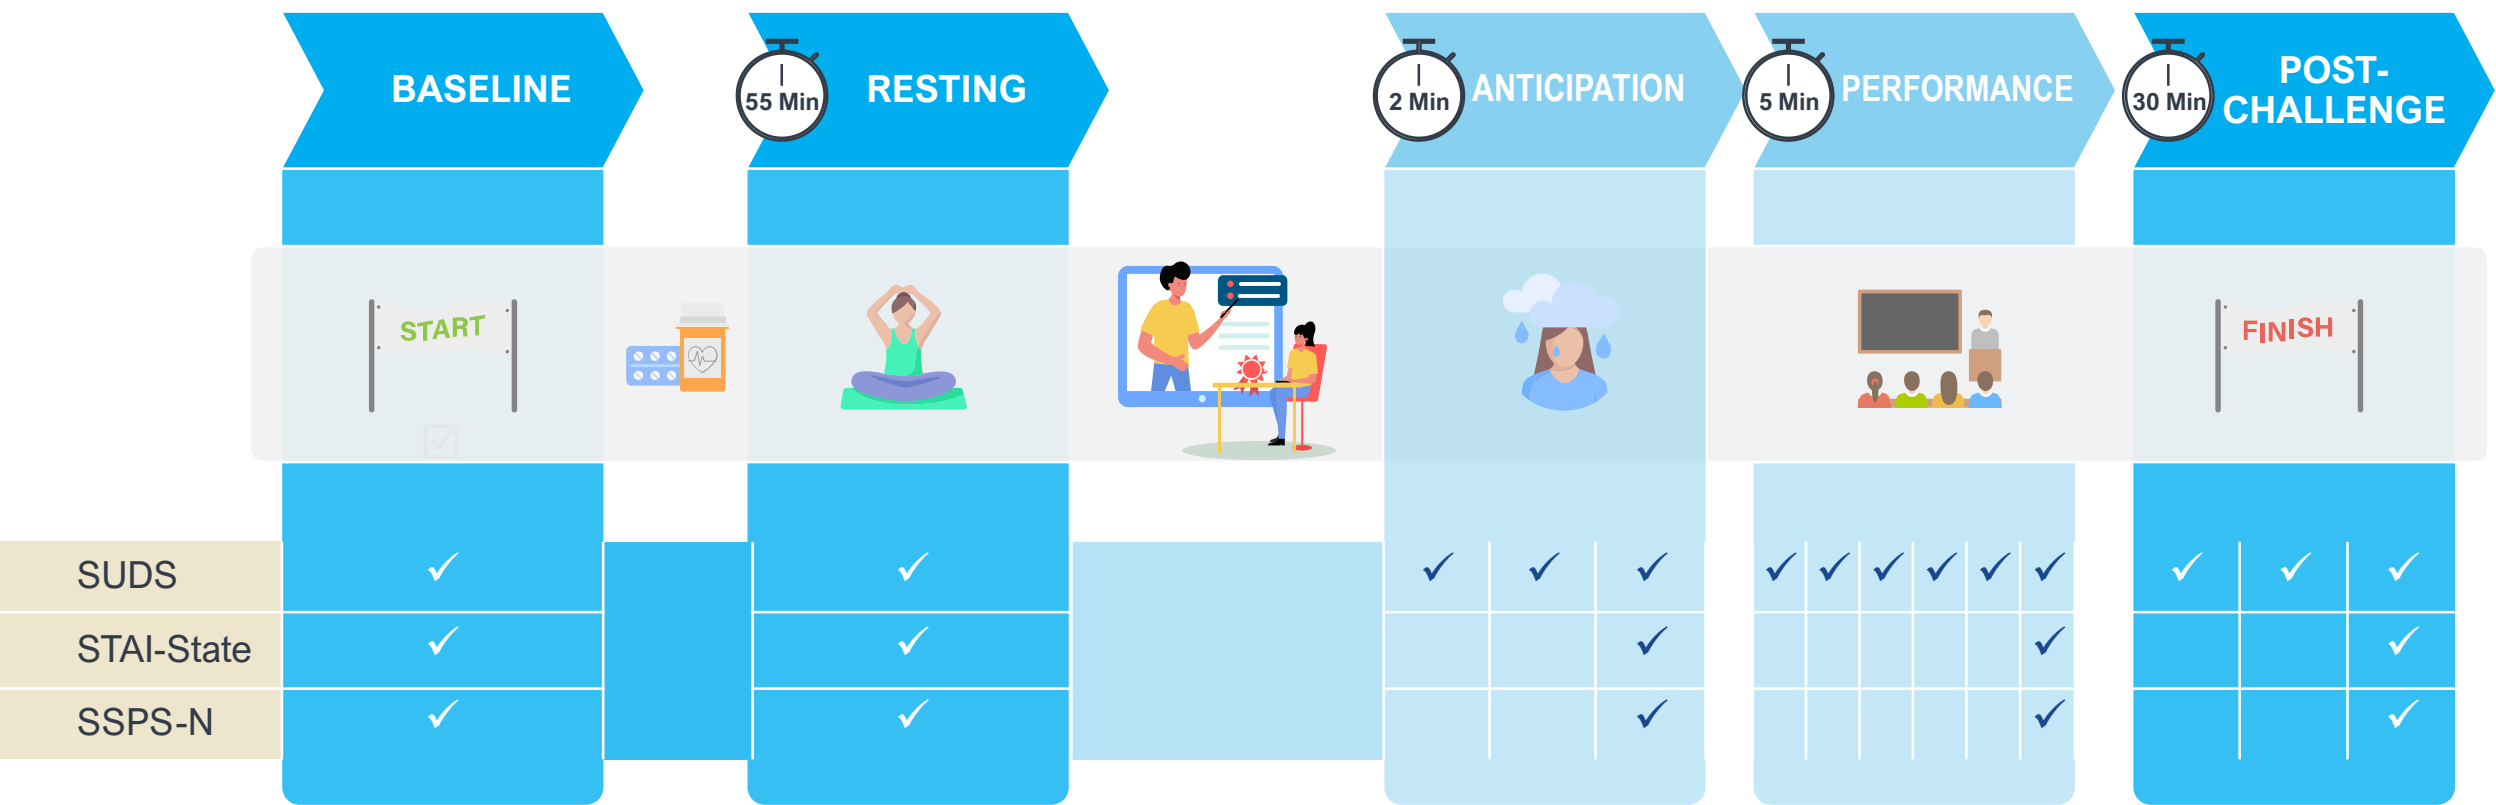 BASELINE
55 Min
RESTING
2 Min
ANTICIPATION
5 Min
PERFORMANCE
30 Min
POST-
CHALLENGE
START
FINISH
SUDS
STAI-State
SSPS-N